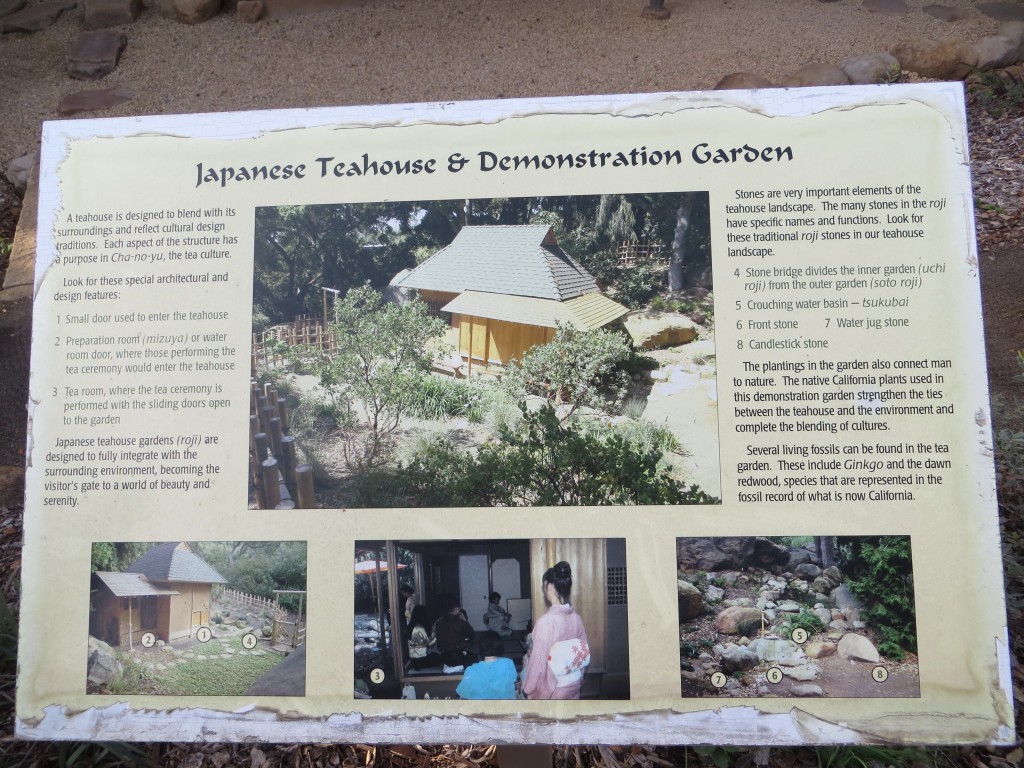 Japanese Teahouse & Demonstration Garden
A teahouse is designed to blend with its
surroundings and reflect cultural design
traditions. Each aspect of the structure has
a purpose in Cha-no-yu, the tea culture.
Look for these special architectural and
design features:
1 Small door used to enter the teahouse
2 Preparation room (mizuya) or water
room door, where those performing the
tea ceremony would enter the teahouse
3 Tea room, where the tea ceremony is
performed with the sliding doors open
to the garden
Japanese teahouse gardens (roji) are
designed to fully integrate with the
surrounding environment, becoming the
visitor's gate to a world of beauty and
serenity.
Stones are very important elements of the
teahouse landscape. The many stones in the roji
have specific names and functions. Look for
these traditional roji stones in our teahouse
landscape.
4 Stone bridge divides the inner garden (uchi
roji) from the outer garden (soto roji)
5 Crouching water basin – tsukubai
6 Front stone 7 Water jug stone
8 Candlestick stone
The plantings in the garden also connect man
to nature. The native California plants used in
this demonstration garden strengthen the ties
between the teahouse and the environment and
complete the blending of cultures.
Several living fossils can be found in the tea
garden. These include Ginkgo and the dawn
redwood, species that are represented in the
fossil record of what is now California.
2 1 4
3
5
7 6 8